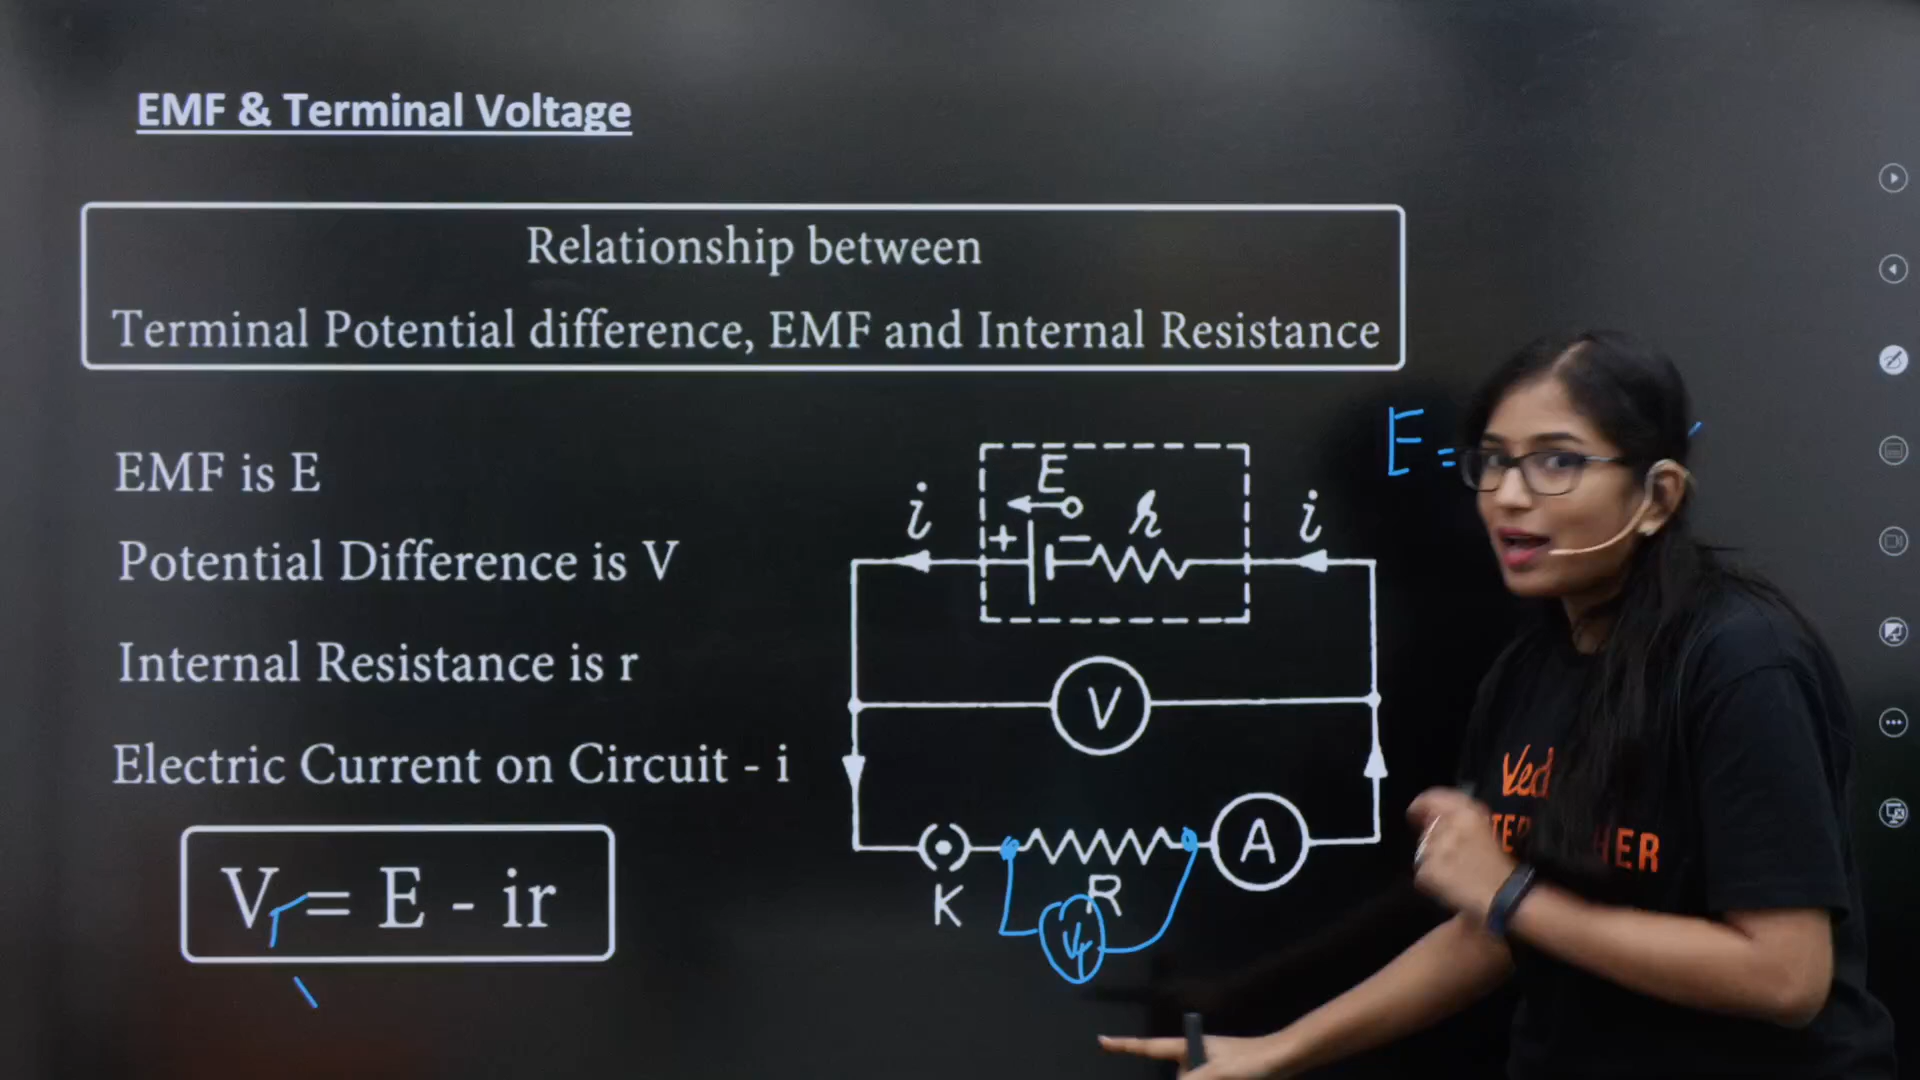 EMF & Terminal Voltage
Relationship between
Terminal Potential difference, EMF and Internal Resistance
EMF is E
Potential Difference is V
Internal Resistance is r
Electric Current on Circuit - i
V = E - ir
E =
i
E
r
i
+
−
V
K
R
A
V